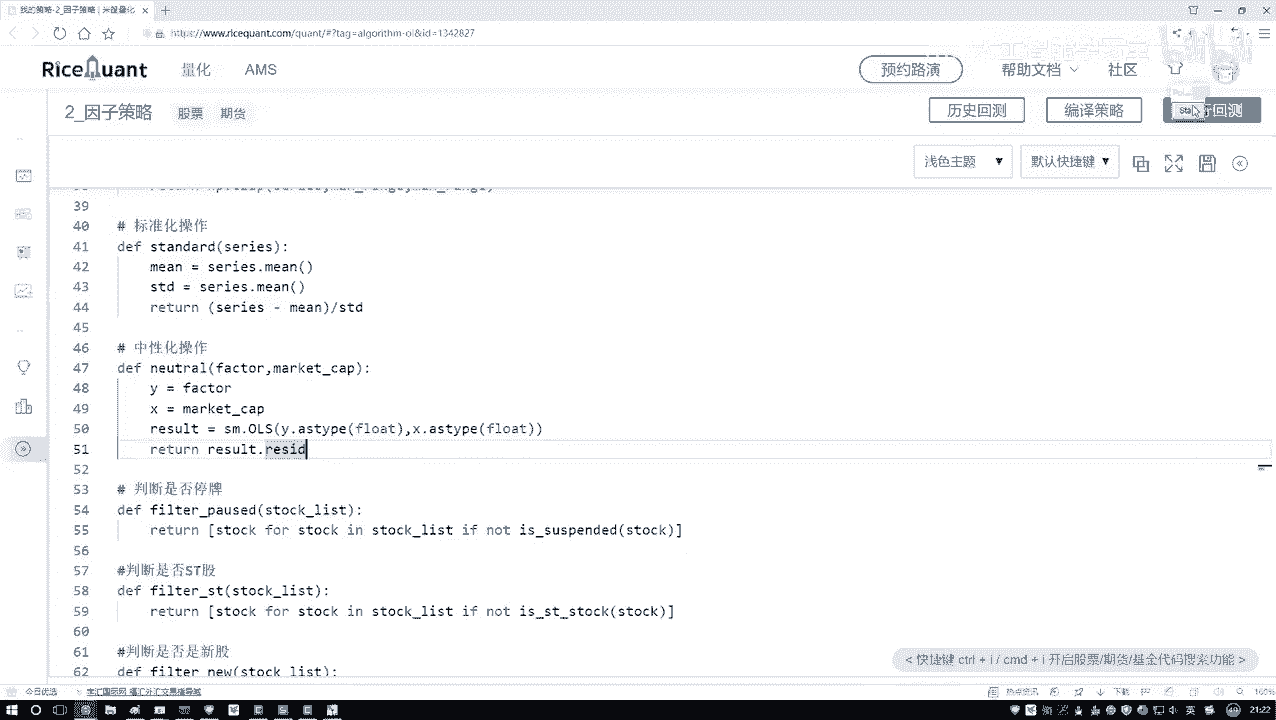 我的策略-2_因子策略 | 米筐量化
https://www.ricequant.com/quant/#?tag=algorithm-ol&id=1342827
RiceQuant 量化 AMS 预约路演 帮助文档 社区
2_因子策略 股票 期货 历史回测 编译策略 回测
浅色主题 默认快捷键
39
40 # 标准化操作
41 def standard(series):
42 mean = series.mean()
43 std = series.mean()
44 return (series - mean)/std
45
46 # 中性化操作
47 def neutral(factor,market_cap):
48 y = factor
49 x = market_cap
50 result = sm.OLS(y.astype(float),x.astype(float))
51 return result.resid
52
53 # 判断是否停牌
54 def filter_paused(stock_list):
55 return [stock for stock in stock_list if not is_suspended(stock)]
56
57 #判断是否ST股
58 def filter_st(stock_list):
59 return [stock for stock in stock_list if not is_st_stock(stock)]
60
61 #判断是否是新股
62 def filter_new(stock_list):
< 快捷键 ctrl + i / cmd + i 开启股票/期货/基金代码搜索功能 >
今日优选
21:22